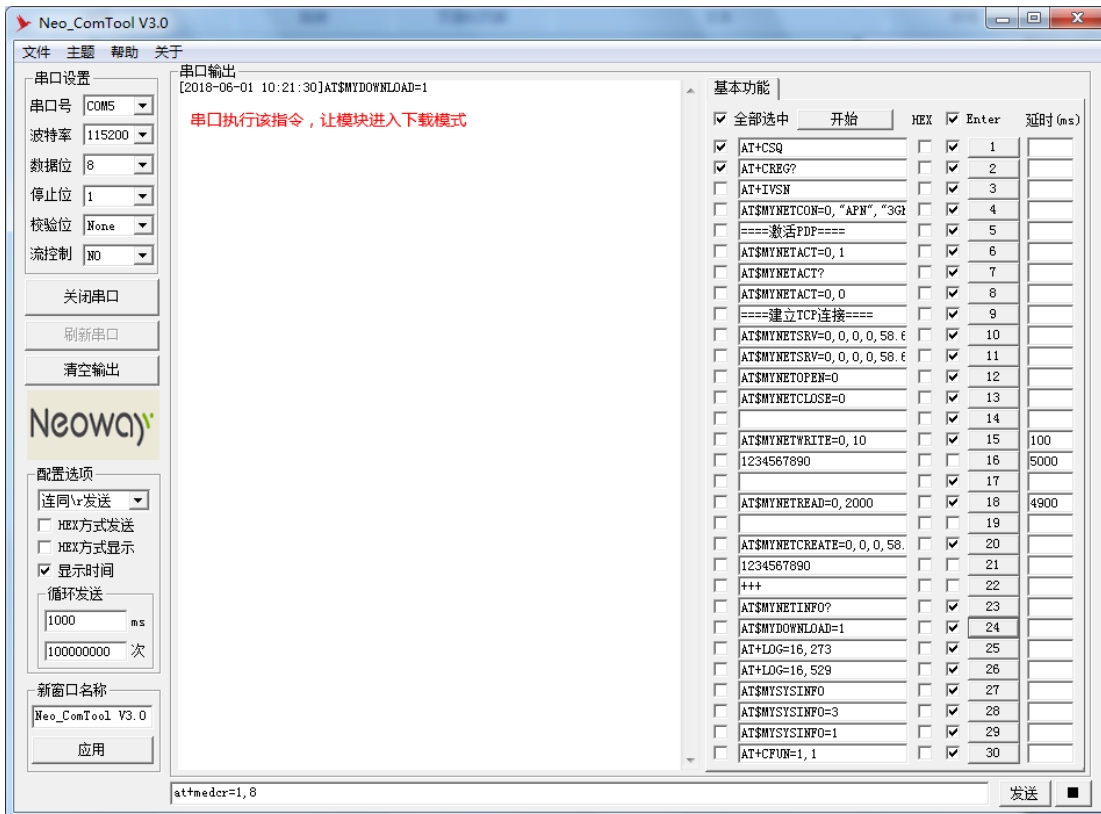 Neo_ComTool V3.0
文件 主题 帮助 关于
串口设置
串口号 COM5
波特率 115200
数据位 8
停止位 1
校验位 None
流控制 NO
关闭串口
刷新串口
清空输出
Neoway
配置选项
连同\r发送
HEX方式发送
HEX方式显示
显示时间
循环发送
1000 ms
100000000 次
新窗口名称
Neo_ComTool V3.0
应用
串口输出
[2018-06-01 10:21:30]AT$MYDOWNLOAD=1
串口执行该指令，让模块进入下载模式
基本功能
全部选中 开始 HEX Enter 延时(ms)
AT+CSQ 1
AT+CREG? 2
AT+IVSN 3
AT$MYNETCON=0, "APN", "3G 4
====激活PDP==== 5
AT$MYNETACT=0, 1 6
AT$MYNETACT? 7
AT$MYNETACT=0, 0 8
====建立TCP连接==== 9
AT$MYNETSRV=0, 0, 0, 0, 58.6 10
AT$MYNETSRV=0, 0, 0, 0, 58.6 11
AT$MYNETOPEN=0 12
AT$MYNETCLOSE=0 13
14
AT$MYNETWRITE=0, 10 15 100
1234567890 16 5000
17
AT$MYNETREAD=0, 2000 18 4900
19
AT$MYNETCREATE=0, 0, 0, 58. 20
1234567890 21
+++ 22
AT$MYNETINFO? 23
AT$MYDOWNLOAD=1 24
AT+LOG=16, 273 25
AT+LOG=16, 529 26
AT$MYSYSINFO 27
AT$MYSYSINFO=3 28
AT$MYSYSINFO=1 29
AT+CFUN=1, 1 30
at+medcr=1,8 发送